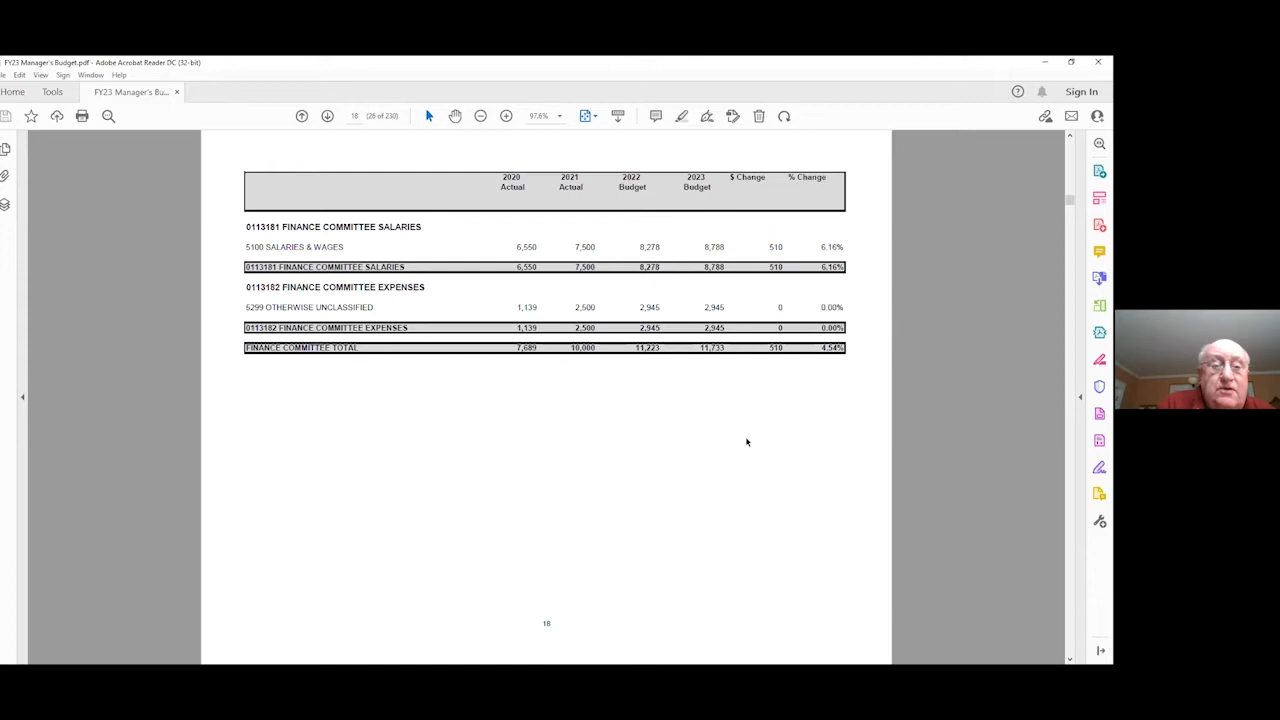 FY23 Manager's Budget.pdf - Adobe Acrobat Reader DC (32-bit)
le Edit View Sign Window Help
Home Tools FY23 Manager's Bu... × Sign In
18 (26 of 230) 97.6%
2020 2021 2022 2023 $ Change % Change
Actual Actual Budget Budget
0113181 FINANCE COMMITTEE SALARIES
5100 SALARIES & WAGES 6,550 7,500 8,278 8,788 510 6.16%
0113181 FINANCE COMMITTEE SALARIES 6,550 7,500 8,278 8,788 510 6.16%
0113182 FINANCE COMMITTEE EXPENSES
5299 OTHERWISE UNCLASSIFIED 1,139 2,500 2,945 2,945 0 0.00%
0113182 FINANCE COMMITTEE EXPENSES 1,139 2,500 2,945 2,945 0 0.00%
FINANCE COMMITTEE TOTAL 7,689 10,000 11,223 11,733 510 4.54%
18